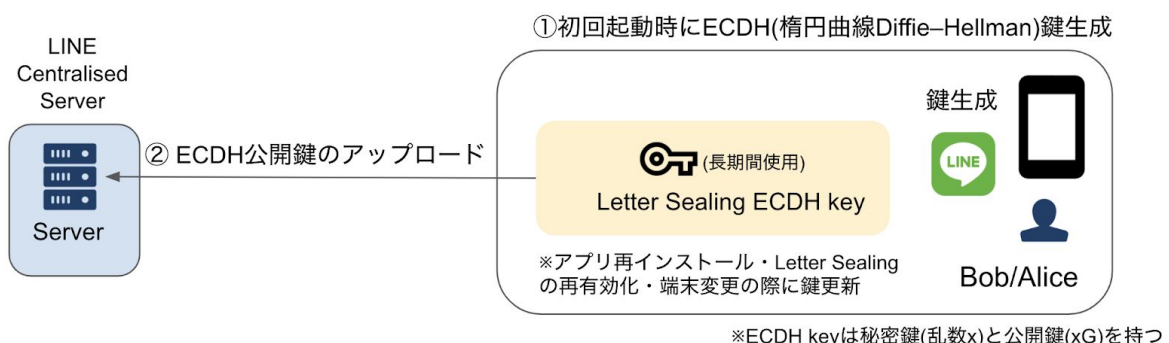 ①初回起動時にECDH(楕円曲線Diffie–Hellman)鍵生成
LINE
Centralised
Server
Server
② ECDH公開鍵のアップロード
(長期間使用)
Letter Sealing ECDH key
鍵生成
LINE
Bob/Alice
※アプリ再インストール・Letter Sealing
の再有効化・端末変更の際に鍵更新
※ECDH keyは秘密鍵(乱数x)と公開鍵(xG)を持つ